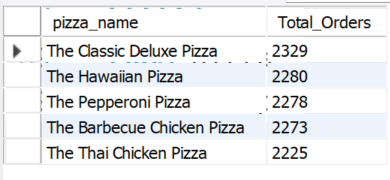 pizza_name Total_Orders
The Classic Deluxe Pizza 2329
The Hawaiian Pizza 2280
The Pepperoni Pizza 2278
The Barbecue Chicken Pizza 2273
The Thai Chicken Pizza 2225